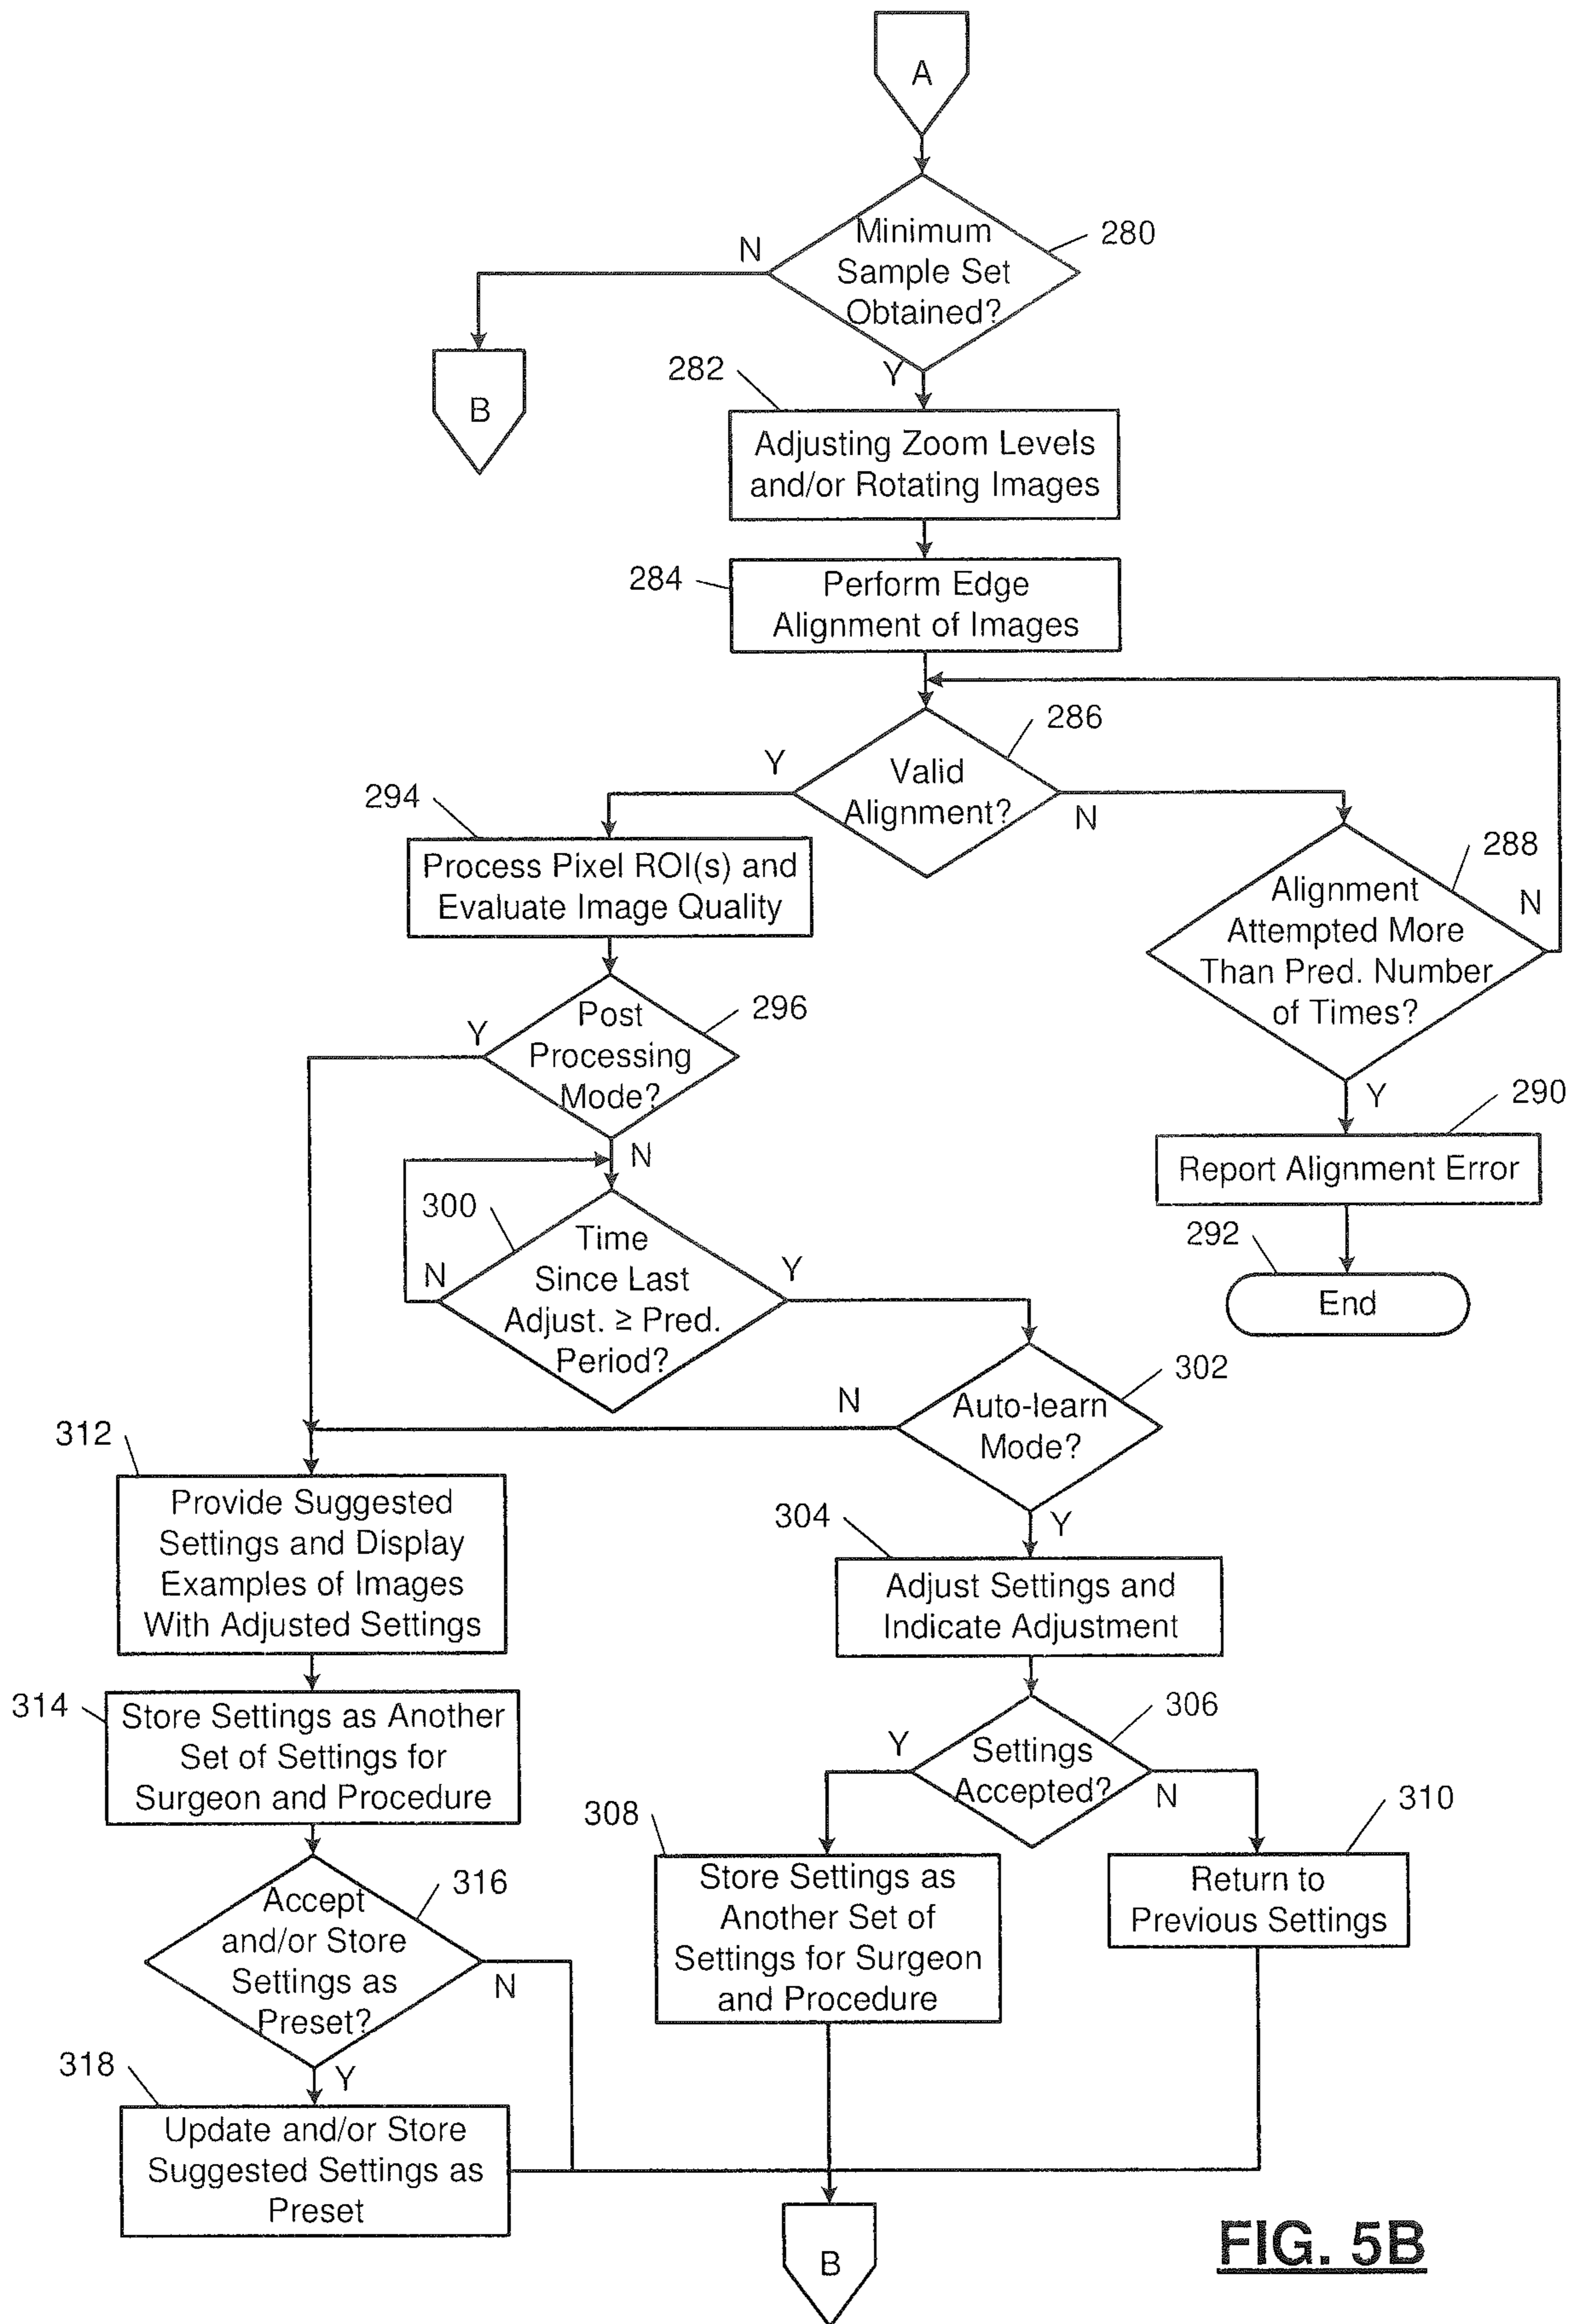 A
Minimum
Sample Set
Obtained?
280
N
B
Y
282
Adjusting Zoom Levels
and/or Rotating Images
284
Perform Edge
Alignment of Images
286
Valid
Alignment?
Y
N
294
Process Pixel ROI(s) and
Evaluate Image Quality
288
Alignment
Attempted More
Than Pred. Number
of Times?
N
Y
290
Report Alignment Error
292
End
296
Post
Processing
Mode?
Y
N
300
Time
Since Last
Adjust. ≥ Pred.
Period?
N
Y
302
Auto-learn
Mode?
N
Y
312
Provide Suggested
Settings and Display
Examples of Images
With Adjusted Settings
304
Adjust Settings and
Indicate Adjustment
314
Store Settings as Another
Set of Settings for
Surgeon and Procedure
306
Settings
Accepted?
Y
N
308
Store Settings as
Another Set of
Settings for Surgeon
and Procedure
310
Return to
Previous Settings
316
Accept
and/or Store
Settings as
Preset?
N
Y
318
Update and/or Store
Suggested Settings as
Preset
B
FIG. 5B